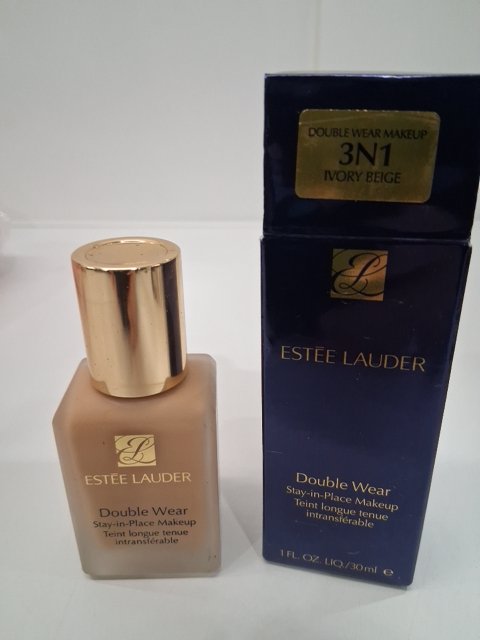 DOUBLE WEAR MAKEUP
3N1
IVORY BEIGE
ESTĒE LAUDER
Double Wear
Stay-in-Place Makeup
Teint longue tenue
intransférable
1 FL. OZ. LIQ./30ml e
ESTĒE LAUDER
Double Wear
Stay-in-Place Makeup
Teint longue tenue
intransférable